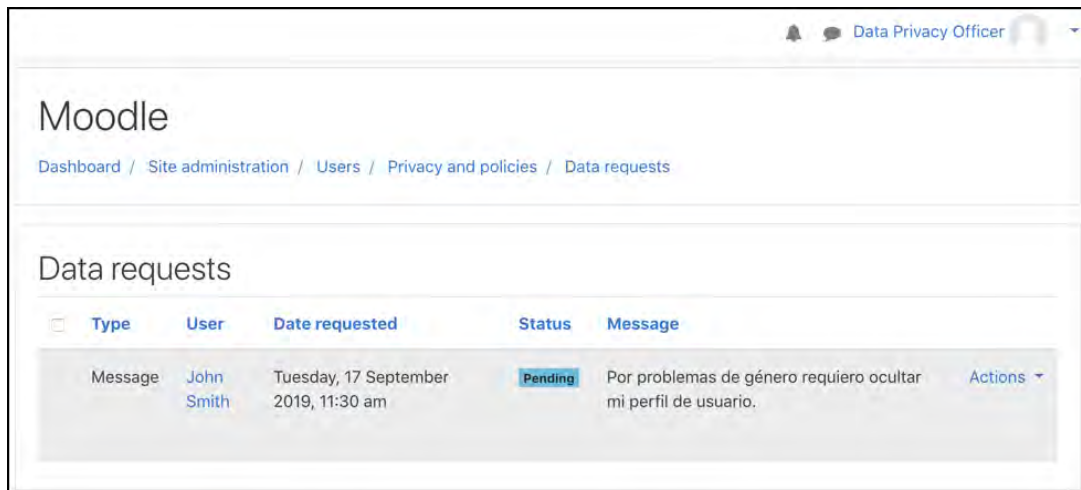 Data Privacy Officer
Moodle
Dashboard / Site administration / Users / Privacy and policies / Data requests
Data requests
Type User Date requested Status Message
Message John Smith Tuesday, 17 September 2019, 11:30 am Pending Por problemas de género requiero ocultar mi perfil de usuario. Actions